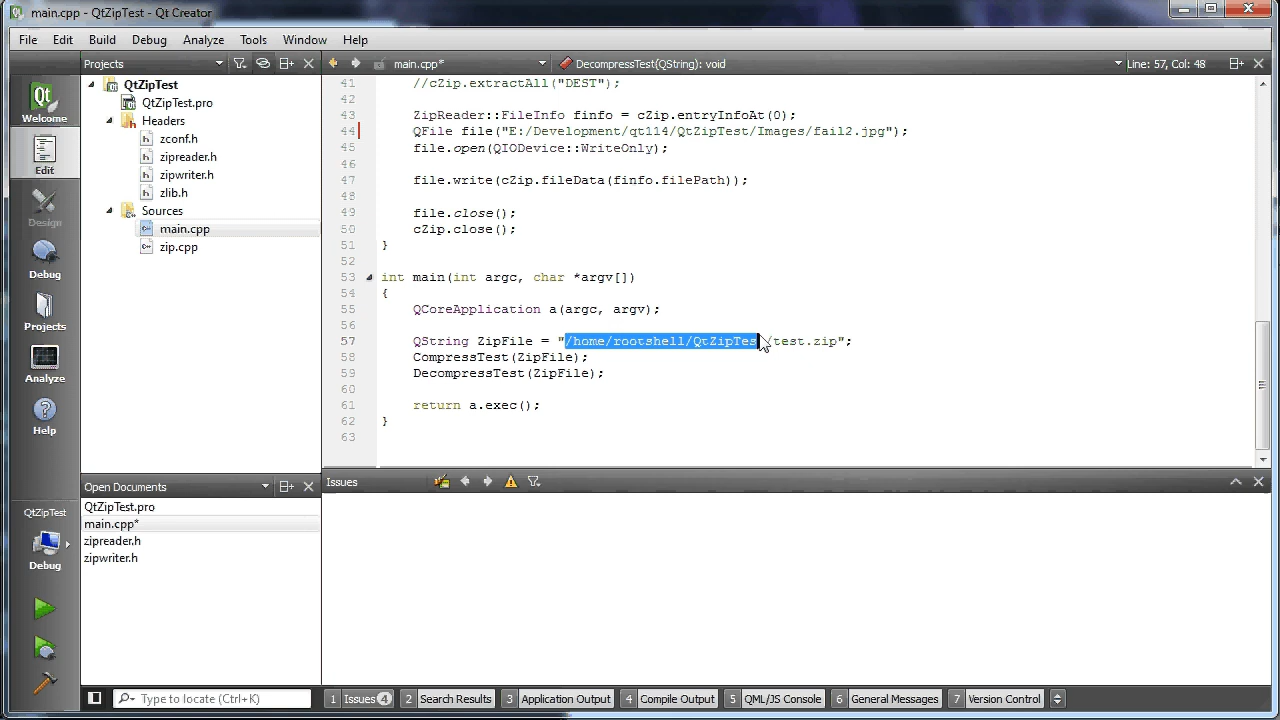 main.cpp - QtZipTest - Qt Creator
File Edit Build Debug Analyze Tools Window Help
Projects main.cpp* DecompressTest(QString): void Line: 57, Col: 48
Welcome
Edit
Design
Debug
Projects
Analyze
Help
QtZipTest
Debug
QtZipTest
QtZipTest.pro
Headers
zconf.h
zipreader.h
zipwriter.h
zlib.h
Sources
main.cpp
zip.cpp
Open Documents
QtZipTest.pro
main.cpp*
zipreader.h
zipwriter.h
41 //cZip.extractAll("DEST");
42
43 ZipReader::FileInfo finfo = cZip.entryInfoAt(0);
44 QFile file("E:/Development/qt114/QtZipTest/Images/fail2.jpg");
45 file.open(QIODevice::WriteOnly);
46
47 file.write(cZip.fileData(finfo.filePath));
48
49 file.close();
50 cZip.close();
51 }
52
53 int main(int argc, char *argv[])
54 {
55 QCoreApplication a(argc, argv);
56
57 QString ZipFile = "/home/rootshell/QtZipTes/test.zip";
58 CompressTest(ZipFile);
59 DecompressTest(ZipFile);
60
61 return a.exec();
62 }
63
Issues
Type to locate (Ctrl+K) 1 Issues 4 2 Search Results 3 Application Output 4 Compile Output 5 QML/JS Console 6 General Messages 7 Version Control